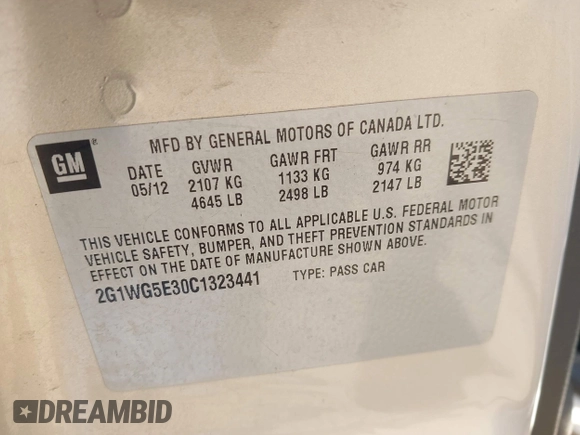 MFD BY GENERAL MOTORS OF CANADA LTD.
GM ®
DATE GVWR GAWR FRT GAWR RR
05/12 2107 KG 1133 KG 974 KG
4645 LB 2498 LB 2147 LB
THIS VEHICLE CONFORMS TO ALL APPLICABLE U.S. FEDERAL MOTOR
VEHICLE SAFETY, BUMPER, AND THEFT PREVENTION STANDARDS IN
EFFECT ON THE DATE OF MANUFACTURE SHOWN ABOVE.
2G1WG5E30C1323441 TYPE: PASS CAR
DREAMBID